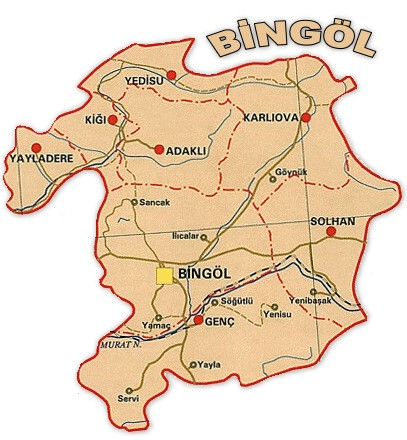 BİNGÖL
YEDİSU
KİĞI
KARLIOVA
ADAKLI
YAYLADERE
Göynük
Sancak
SOLHAN
Ilıcalar
BİNGÖL
Söğütlü
Yenibaşak
Yenisu
GENÇ
Yamaç
MURAT N.
Yayla
Servi